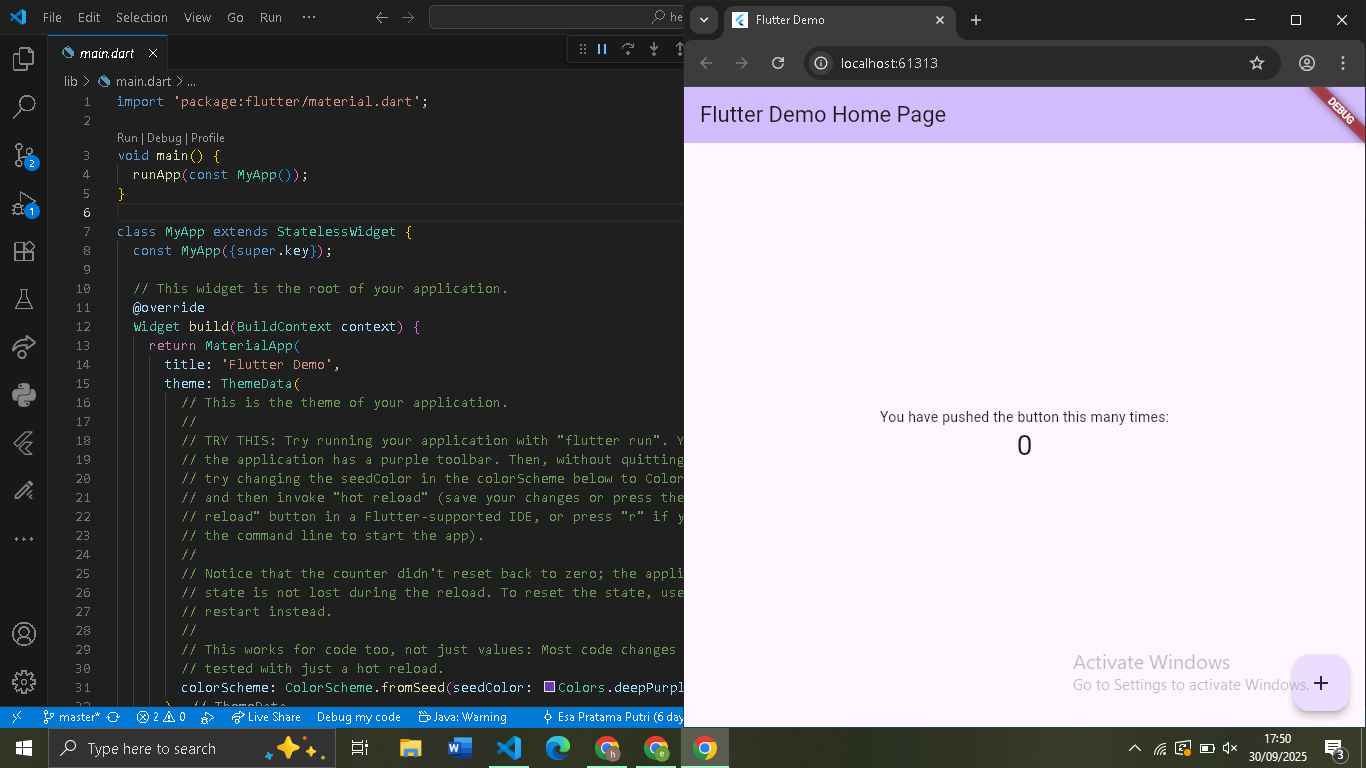 File Edit Selection View Go Run ...
he
main.dart
lib > main.dart > ...
1 import 'package:flutter/material.dart';
2
Run | Debug | Profile
3 void main() {
4 runApp(const MyApp());
5 }
6
7 class MyApp extends StatelessWidget {
8 const MyApp({super.key});
9
10 // This widget is the root of your application.
11 @override
12 Widget build(BuildContext context) {
13 return MaterialApp(
14 title: 'Flutter Demo',
15 theme: ThemeData(
16 // This is the theme of your application.
17 //
18 // TRY THIS: Try running your application with "flutter run". Y
19 // the application has a purple toolbar. Then, without quitting
20 // try changing the seedColor in the colorScheme below to Color
21 // and then invoke "hot reload" (save your changes or press the
22 // reload" button in a Flutter-supported IDE, or press "r" if y
23 // the command line to start the app).
24 //
25 // Notice that the counter didn't reset back to zero; the appli
26 // state is not lost during the reload. To reset the state, use
27 // restart instead.
28 //
29 // This works for code too, not just values: Most code changes
30 // tested with just a hot reload.
31 colorScheme: ColorScheme.fromSeed(seedColor: Colors.deepPurpl
32 ), // ThemeData
2
1
master* 2 0 Live Share Debug my code Java: Warning Esa Pratama Putri (6 day
Flutter Demo
localhost:61313
Flutter Demo Home Page
DEBUG
You have pushed the button this many times:
0
Activate Windows
Go to Settings to activate Windows.
+
Type here to search
h
e
17:50
30/09/2025
3